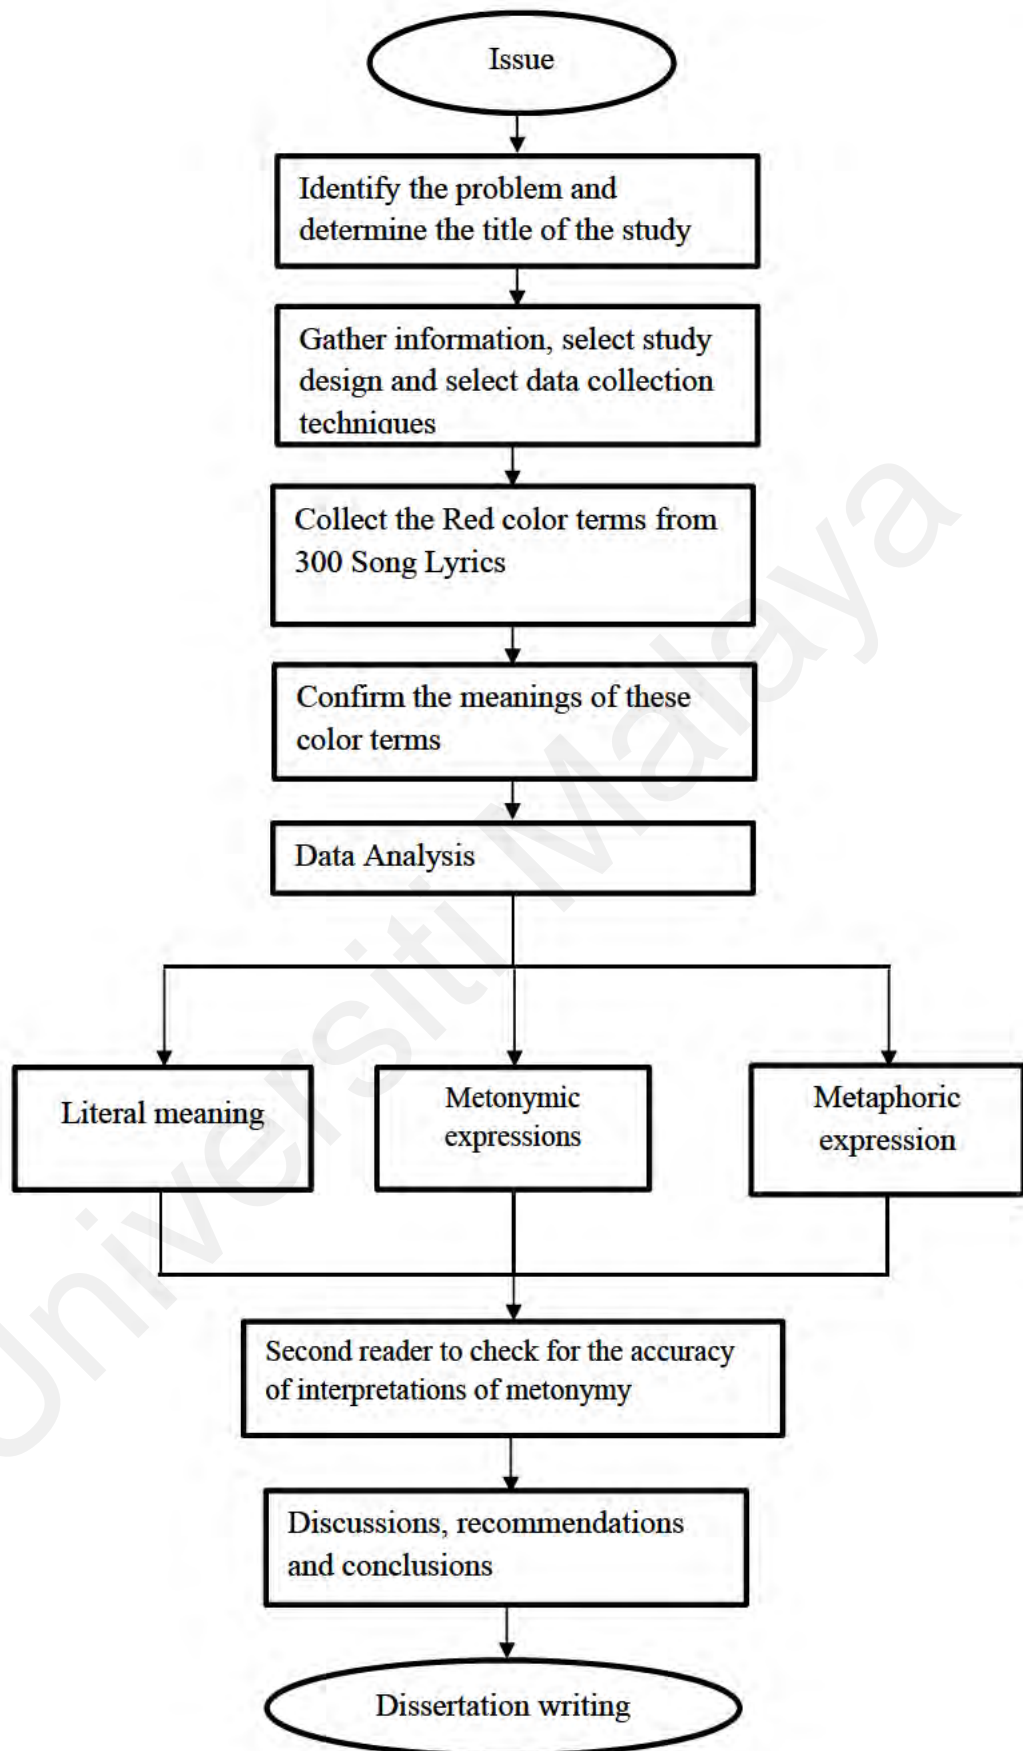 Issue
Identify the problem and
determine the title of the study
Gather information, select study
design and select data collection
techniques
Collect the Red color terms from
300 Song Lyrics
Confirm the meanings of these
color terms
Data Analysis
Literal meaning
Metonymic
expressions
Metaphoric
expression
Second reader to check for the accuracy
of interpretations of metonymy
Discussions, recommendations
and conclusions
Dissertation writing
Universiti Malaya